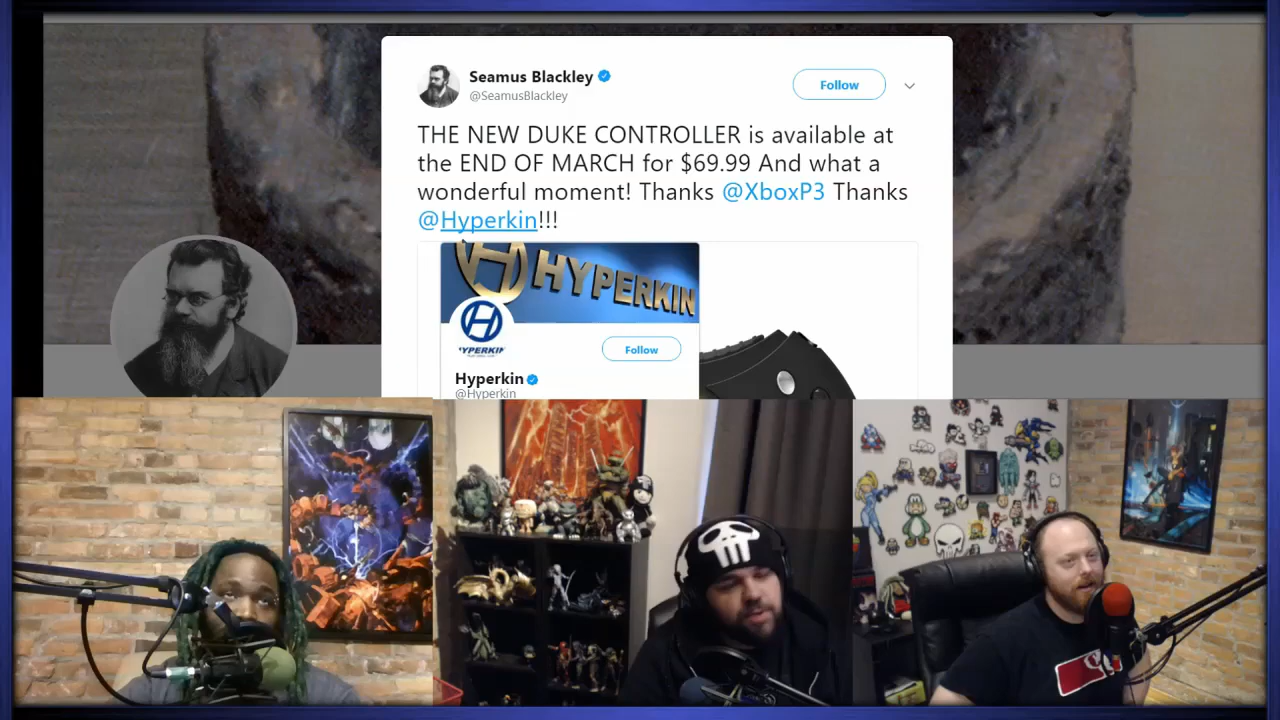 Seamus Blackley
@SeamusBlackley
Follow
THE NEW DUKE CONTROLLER is available at
the END OF MARCH for $69.99 And what a
wonderful moment! Thanks @XboxP3 Thanks
@Hyperkin!!!
HYPERKIN
HYPERKIN
Follow
Hyperkin
@Hyperkin